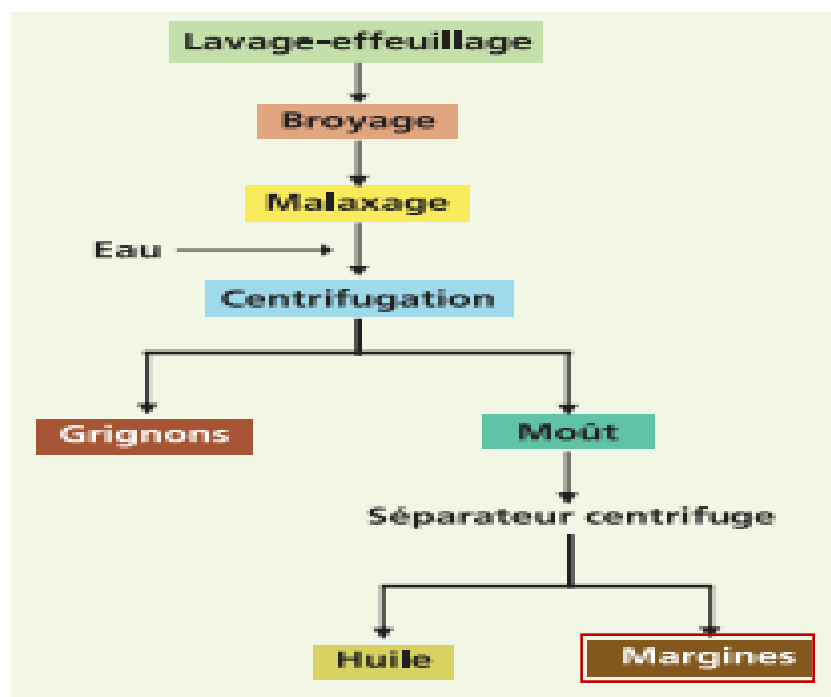 Lavage-effeuillage
Broyage
Malaxage
Eau
Centrifugation
Grignons
Moût
Séparateur centrifuge
Huile
Margines